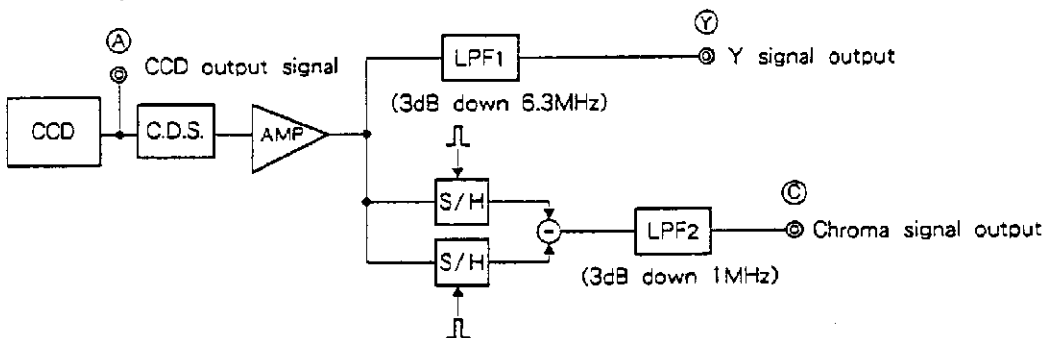 Ⓐ
CCD output signal
CCD
C.D.S.
AMP
LPF1
(3dB down 6.3MHz)
Ⓨ
Y signal output
S/H
S/H
LPF2
(3dB down 1MHz)
Ⓒ
Chroma signal output